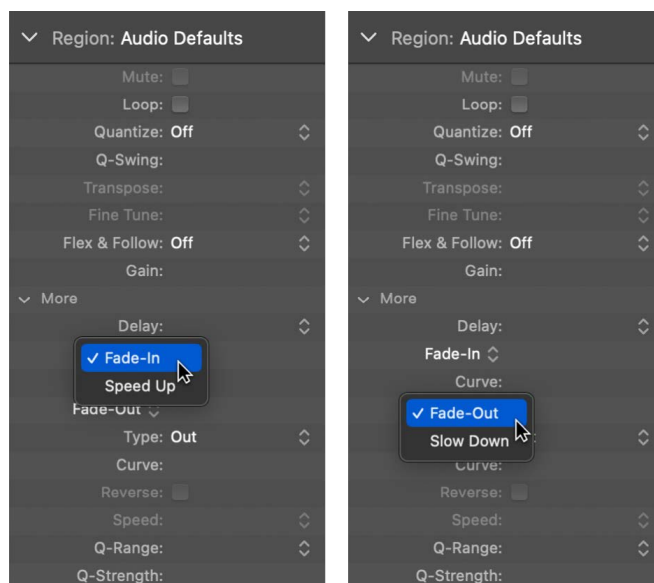 Region: Audio Defaults
Mute:
Loop:
Quantize: Off
Q-Swing:
Transpose:
Fine Tune:
Flex & Follow: Off
Gain:
More
Delay:
Fade-In
Speed Up
Fade-Out
Type: Out
Curve:
Reverse:
Speed:
Q-Range:
Q-Strength:
Region: Audio Defaults
Mute:
Loop:
Quantize: Off
Q-Swing:
Transpose:
Fine Tune:
Flex & Follow: Off
Gain:
More
Delay:
Fade-In
Curve:
Fade-Out
Slow Down
Curve:
Reverse:
Speed:
Q-Range:
Q-Strength: